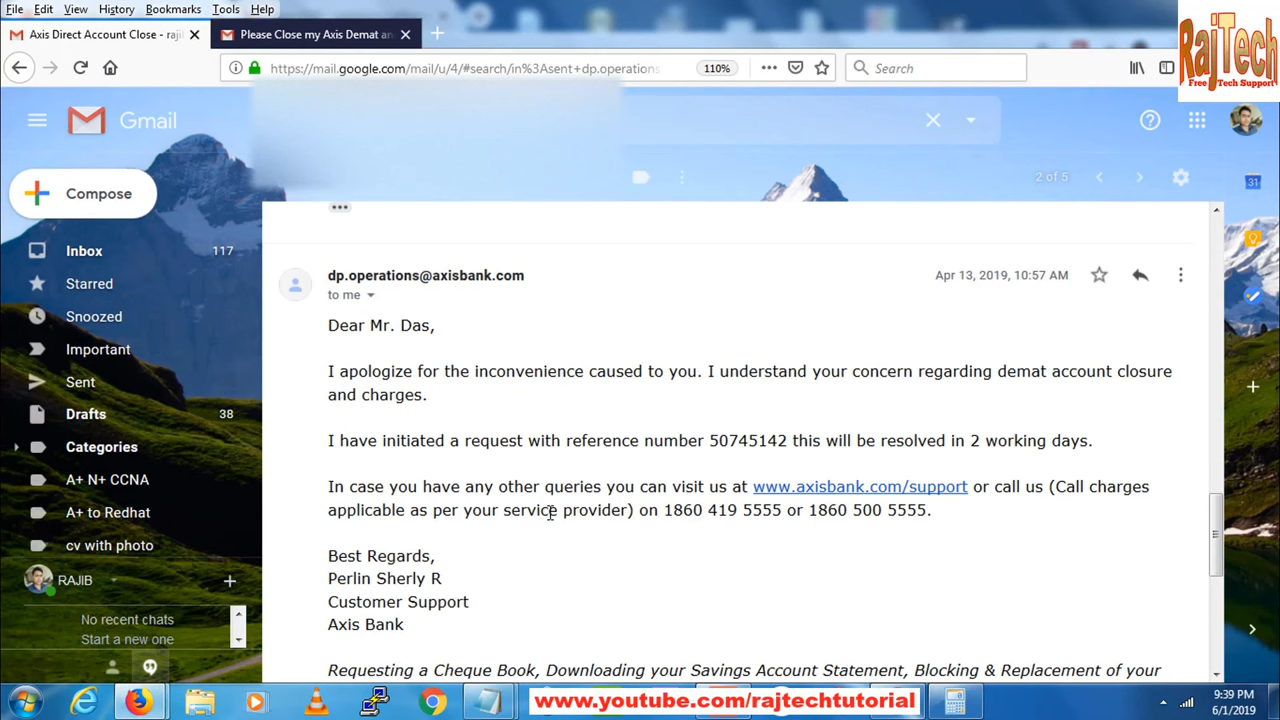 File Edit View History Bookmarks Tools Help
Axis Direct Account Close - raji
Please Close my Axis Demat an
https://mail.google.com/mail/u/4/#search/in%3Asent+dp.operations
110%
Search
RajTech
Free Tech Support
Gmail
Compose
2 of 5
31
Inbox 117
Starred
Snoozed
Important
Sent
Drafts 38
Categories
A+ N+ CCNA
A+ to Redhat
cv with photo
RAJIB
No recent chats
Start a new one
dp.operations@axisbank.com
Apr 13, 2019, 10:57 AM
to me
Dear Mr. Das,
I apologize for the inconvenience caused to you. I understand your concern regarding demat account closure
and charges.
I have initiated a request with reference number 50745142 this will be resolved in 2 working days.
In case you have any other queries you can visit us at www.axisbank.com/support or call us (Call charges
applicable as per your service provider) on 1860 419 5555 or 1860 500 5555.
Best Regards,
Perlin Sherly R
Customer Support
Axis Bank
Requesting a Cheque Book, Downloading your Savings Account Statement, Blocking & Replacement of your
www.youtube.com/rajtechtutorial
9:39 PM
6/1/2019